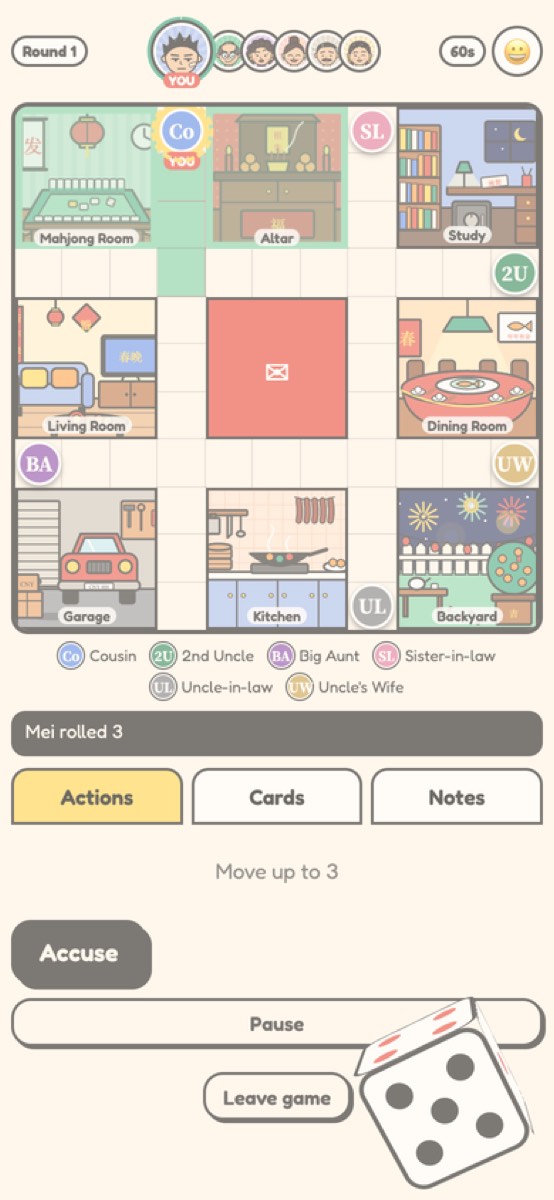 Round 1
YOU
60s
Co
YOU
SL
发
Mahjong Room
Altar
Study
2U
春晚
春
Living Room
Dining Room
BA
UW
Garage
Kitchen
UL
Backyard
Co Cousin 2U 2nd Uncle BA Big Aunt SL Sister-in-law
UL Uncle-in-law UW Uncle's Wife
Mei rolled 3
Actions Cards Notes
Move up to 3
Accuse
Pause
Leave game